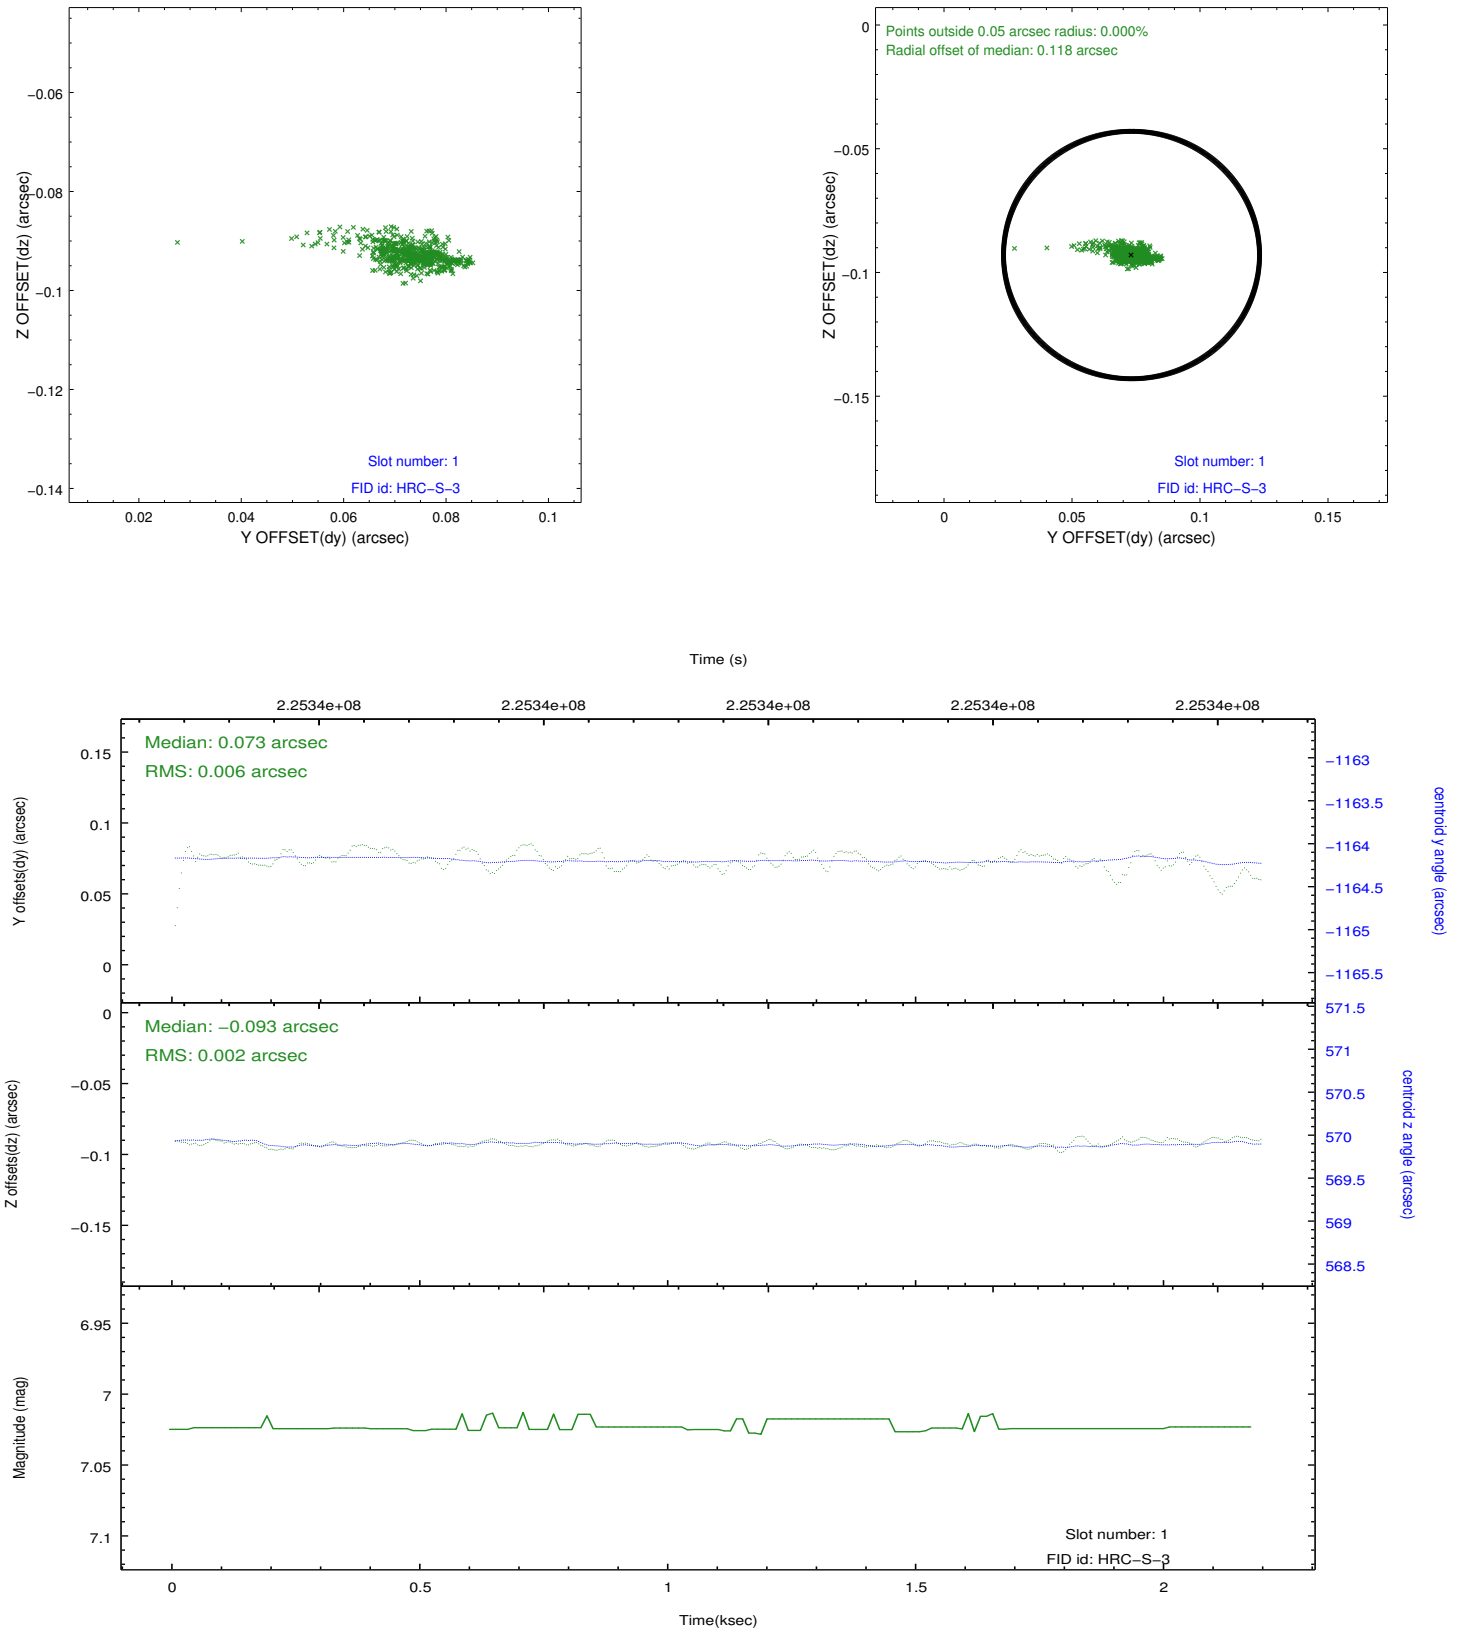 −0.06
−0.08
−0.1
−0.12
−0.14
Z OFFSET(dz) (arcsec)
Slot number: 1
FID id: HRC−S−3
0.02 0.04 0.06 0.08 0.1
Y OFFSET(dy) (arcsec)
Points outside 0.05 arcsec radius: 0.000%
Radial offset of median: 0.118 arcsec
0
−0.05
−0.1
−0.15
Z OFFSET(dz) (arcsec)
Slot number: 1
FID id: HRC−S−3
0 0.05 0.1 0.15
Y OFFSET(dy) (arcsec)
Time (s)
2.2534e+08 2.2534e+08 2.2534e+08 2.2534e+08 2.2534e+08
Median: 0.073 arcsec
RMS: 0.006 arcsec
0.15
0.1
0.05
0
Y offsets(dy) (arcsec)
−1163
−1163.5
−1164
−1164.5
−1165
−1165.5
centroid y angle (arcsec)
Median: −0.093 arcsec
RMS: 0.002 arcsec
0
−0.05
−0.1
−0.15
Z offsets(dz) (arcsec)
571.5
571
570.5
570
569.5
569
568.5
centroid z angle (arcsec)
6.95
7
7.05
7.1
Magnitude (mag)
Slot number: 1
FID id: HRC−S−3
0 0.5 1 1.5 2
Time(ksec)